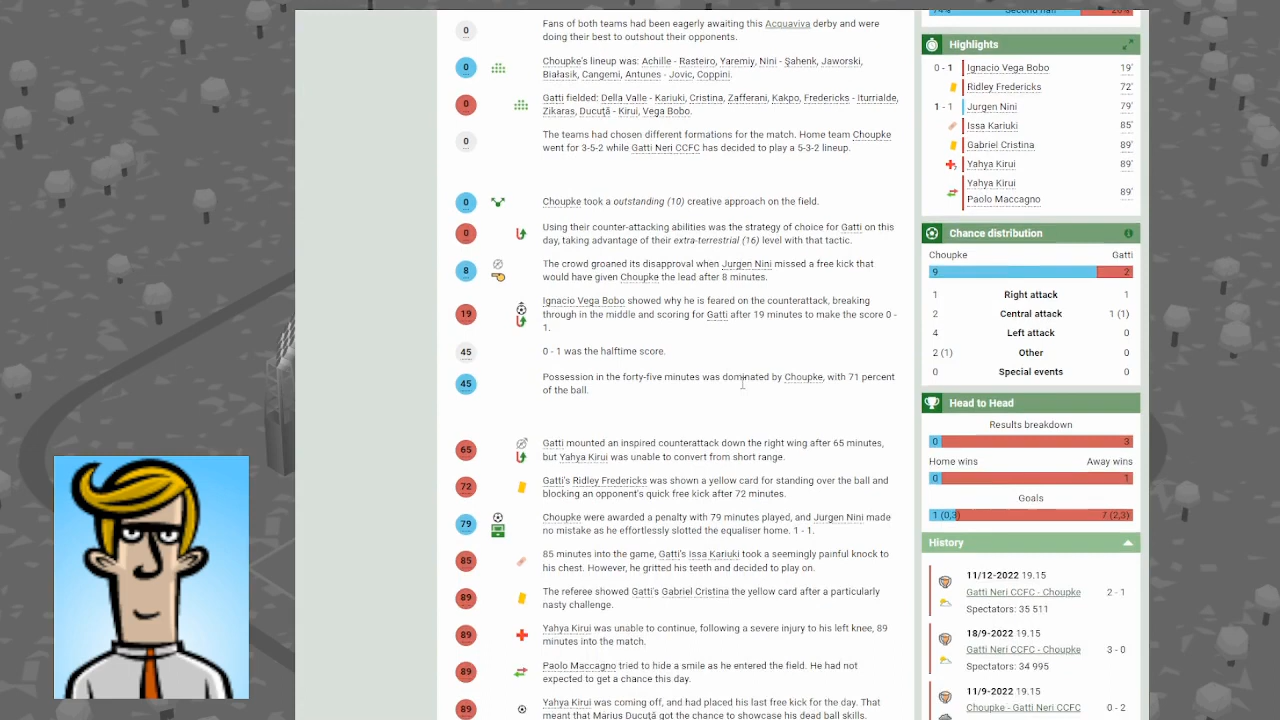 0 Fans of both teams had been eagerly awaiting this Acquaviva derby and were
doing their best to outshout their opponents.
0 Choupke's lineup was: Achille - Rasteiro, Yaremiy, Nini - Şahenk, Jaworski,
Białasik, Cangemi, Antunes - Jovic, Coppini.
0 Gatti fielded: Della Valle - Kariuki, Cristina, Zafferani, Kakpo, Fredericks - Iturrialde,
Zikaras, Ducuţă - Kirui, Vega Bobo.
0 The teams had chosen different formations for the match. Home team Choupke
went for 3-5-2 while Gatti Neri CCFC has decided to play a 5-3-2 lineup.
0 Choupke took a outstanding (10) creative approach on the field.
0 Using their counter-attacking abilities was the strategy of choice for Gatti on this
day, taking advantage of their extra-terrestrial (16) level with that tactic.
8 The crowd groaned its disapproval when Jurgen Nini missed a free kick that
would have given Choupke the lead after 8 minutes.
19 Ignacio Vega Bobo showed why he is feared on the counterattack, breaking
through in the middle and scoring for Gatti after 19 minutes to make the score 0 -
1.
45 0 - 1 was the halftime score.
45 Possession in the forty-five minutes was dominated by Choupke, with 71 percent
of the ball.
65 Gatti mounted an inspired counterattack down the right wing after 65 minutes,
but Yahya Kirui was unable to convert from short range.
72 Gatti's Ridley Fredericks was shown a yellow card for standing over the ball and
blocking an opponent's quick free kick after 72 minutes.
79 Choupke were awarded a penalty with 79 minutes played, and Jurgen Nini made
no mistake as he effortlessly slotted the equaliser home. 1 - 1.
85 85 minutes into the game, Gatti's Issa Kariuki took a seemingly painful knock to
his chest. However, he gritted his teeth and decided to play on.
89 The referee showed Gatti's Gabriel Cristina the yellow card after a particularly
nasty challenge.
89 Yahya Kirui was unable to continue, following a severe injury to his left knee, 89
minutes into the match.
89 Paolo Maccagno tried to hide a smile as he entered the field. He had not
expected to get a chance this day.
89 Yahya Kirui was coming off, and had placed his last free kick for the day. That
meant that Marius Ducuţă got the chance to showcase his dead ball skills.
Second half
Highlights
0 - 1 Ignacio Vega Bobo 19'
Ridley Fredericks 72'
1 - 1 Jurgen Nini 79'
Issa Kariuki 85'
Gabriel Cristina 89'
Yahya Kirui 89'
Yahya Kirui
Paolo Maccagno 89'
Chance distribution
Choupke Gatti
9 2
1 Right attack 1
2 Central attack 1 (1)
4 Left attack 0
2 (1) Other 0
0 Special events 0
Head to Head
Results breakdown
0 3
Home wins Away wins
0 1
Goals
1 (0,3) 7 (2,3)
History
11/12-2022 19.15
Gatti Neri CCFC - Choupke 2 - 1
Spectators: 35 511
18/9-2022 19.15
Gatti Neri CCFC - Choupke 3 - 0
Spectators: 34 995
11/9-2022 19.15
Choupke - Gatti Neri CCFC 0 - 2